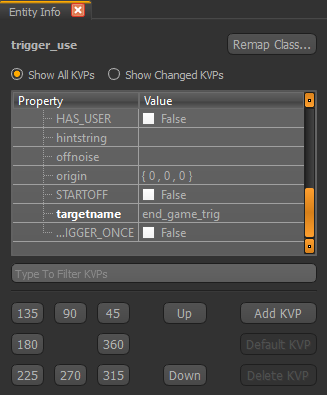 Entity Info
trigger_use
Remap Class...
Show All KVPs Show Changed KVPs
Property Value
HAS_USER False
hintstring
offnoise
origin { 0 , 0 , 0 }
STARTOFF False
targetname end_game_trig
...IGGER_ONCE False
Type To Filter KVPs
135 90 45 Up Add KVP
180 360 Default KVP
225 270 315 Down Delete KVP